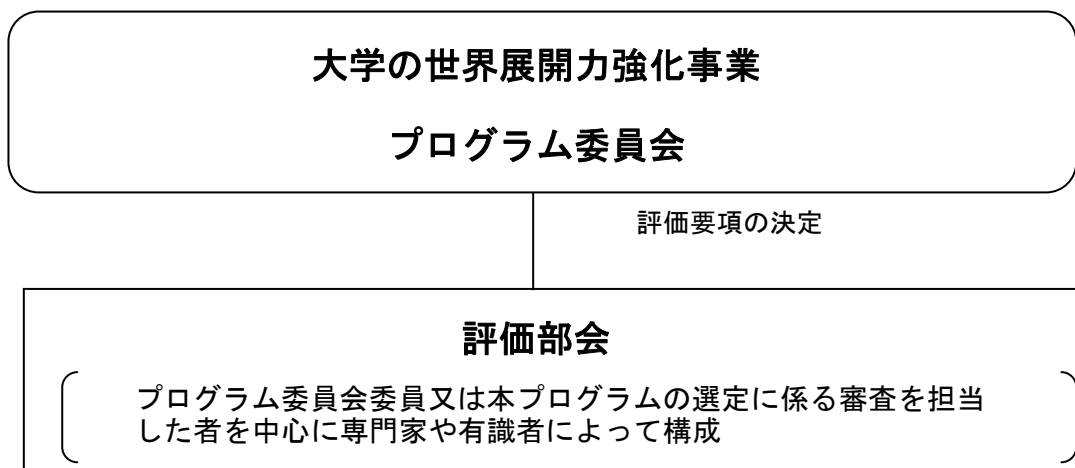 大学の世界展開力強化事業
プログラム委員会
評価要項の決定
評価部会
プログラム委員会委員又は本プログラムの選定に係る審査を担当
した者を中心に専門家や有識者によって構成